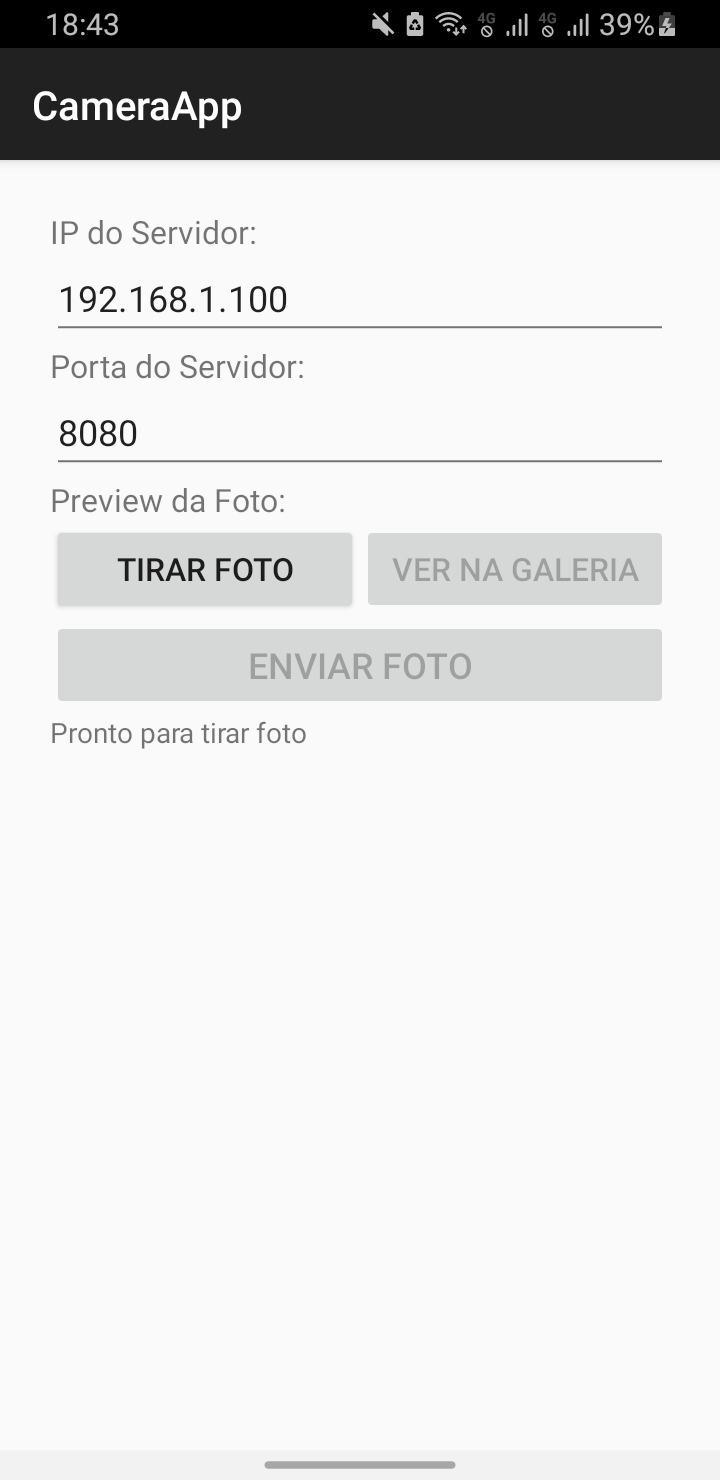 18:43 4G 4G 39%
CameraApp
IP do Servidor:
192.168.1.100
Porta do Servidor:
8080
Preview da Foto:
TIRAR FOTO VER NA GALERIA
ENVIAR FOTO
Pronto para tirar foto